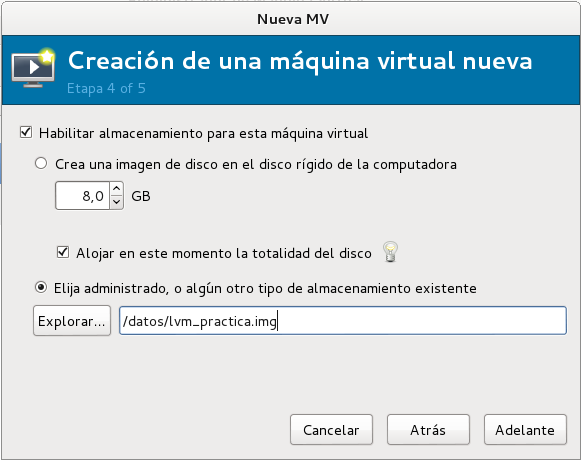 Nueva MV
Creación de una máquina virtual nueva
Etapa 4 of 5
Habilitar almacenamiento para esta máquina virtual
Crea una imagen de disco en el disco rígido de la computadora
8,0 GB
Alojar en este momento la totalidad del disco
Elija administrado, o algún otro tipo de almacenamiento existente
Explorar... /datos/lvm_practica.img
Cancelar Atrás Adelante